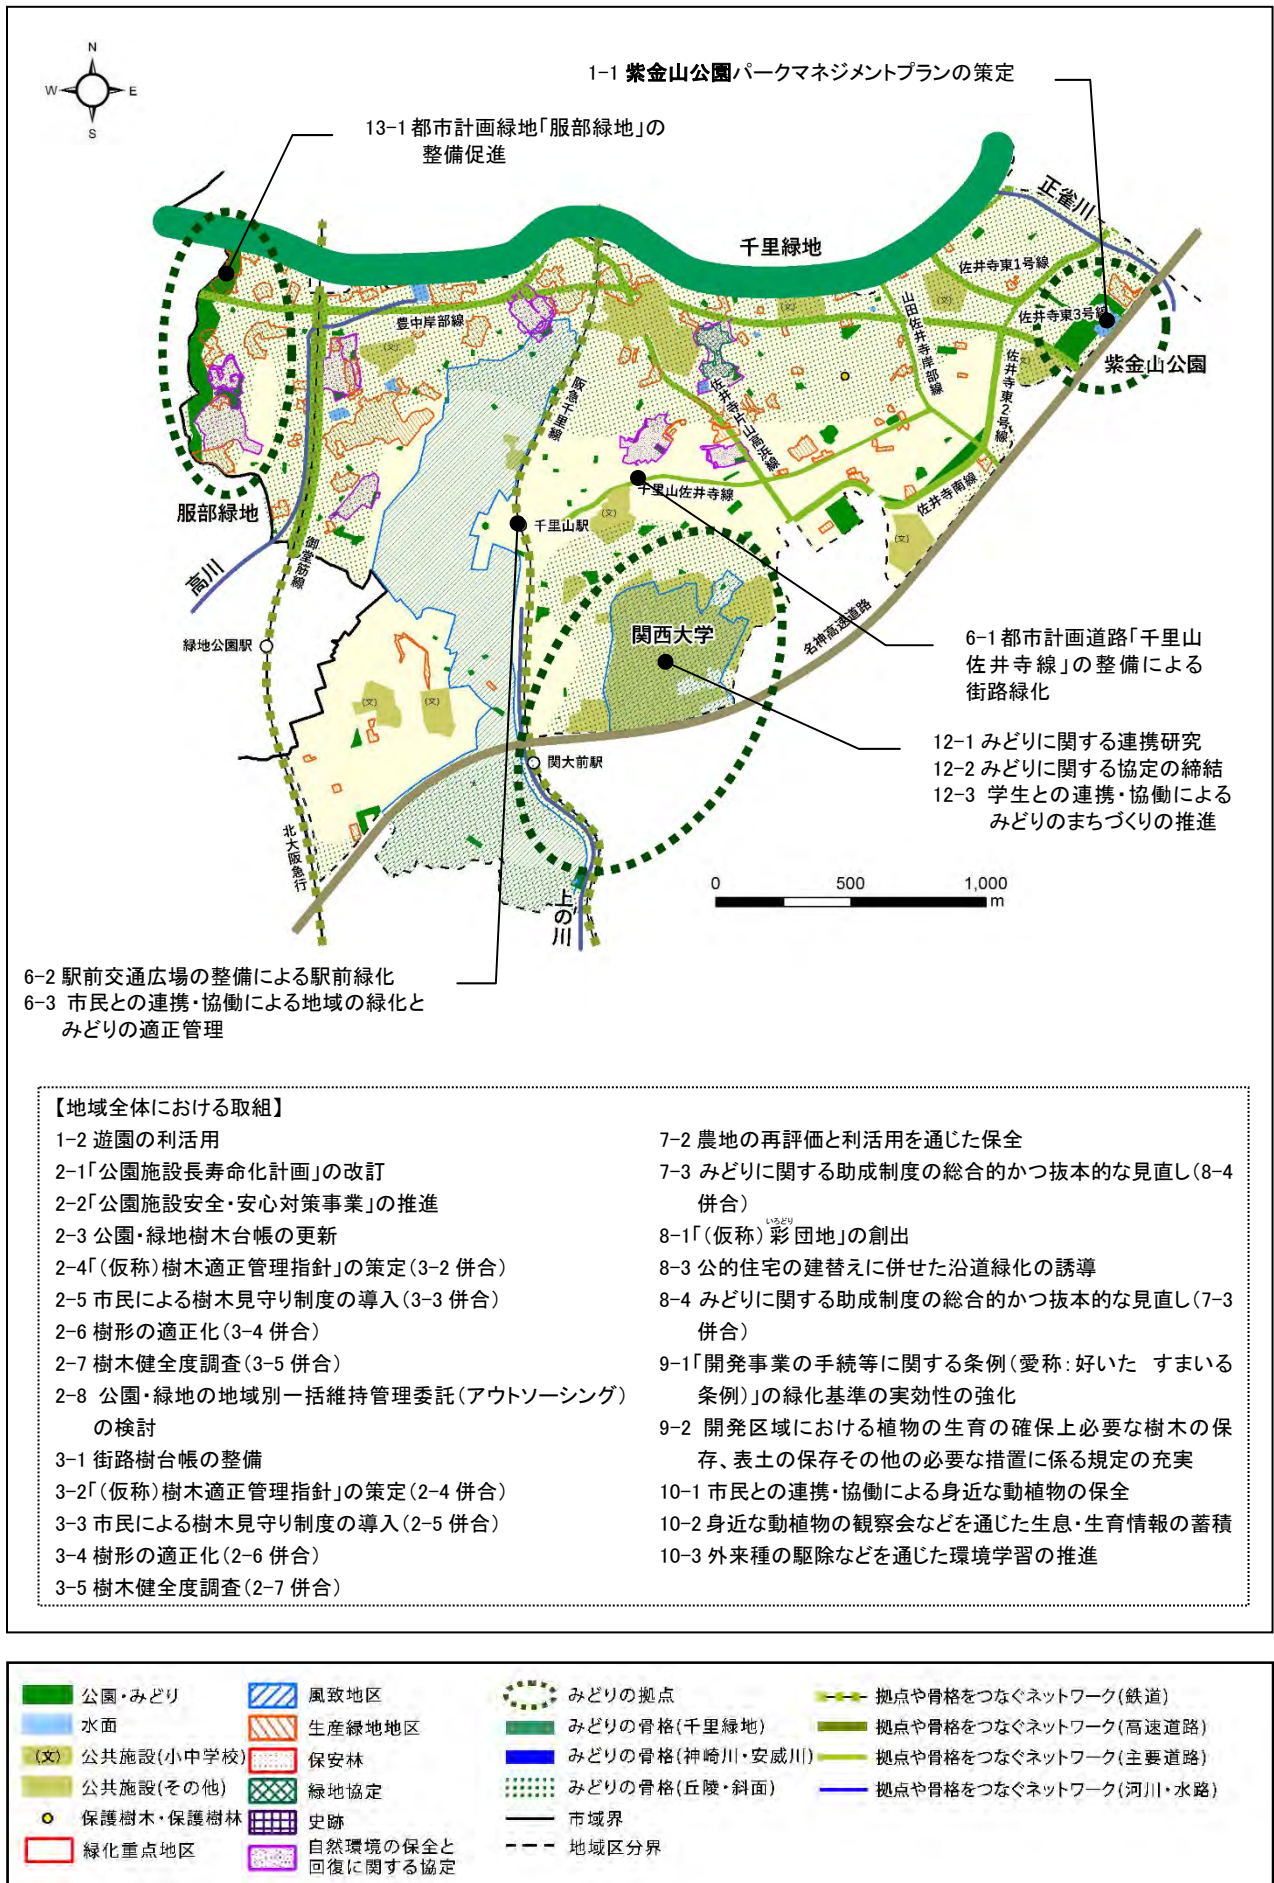 N
W
E
S
1-1 紫金山公園パークマネジメントプランの策定
13-1 都市計画緑地「服部緑地」の
整備促進
正雀川
千里緑地
佐井寺東1号線
(文)
山田佐井寺岸部線
佐井寺東3号線
豊中岸部線
(文)
(文)
紫金山公園
阪急千里線
佐井寺片山高浜線
佐井寺東2号線
千里山佐井寺線
佐井寺南線
服部緑地
千里山駅
(文)
(文)
御堂筋線
高川
関西大学
名神高速道路
緑地公園駅
6-1 都市計画道路「千里山
佐井寺線」の整備による
街路緑化
(文)
(文)
12-1 みどりに関する連携研究
12-2 みどりに関する協定の締結
12-3 学生との連携・協働による
みどりのまちづくりの推進
関大前駅
北大阪急行
0 500 1,000
m
上の川
6-2 駅前交通広場の整備による駅前緑化
6-3 市民との連携・協働による地域の緑化と
みどりの適正管理
【地域全体における取組】
1-2 遊園の利活用
2-1「公園施設長寿命化計画」の改訂
2-2「公園施設安全・安心対策事業」の推進
2-3 公園・緑地樹木台帳の更新
2-4「(仮称)樹木適正管理指針」の策定(3-2 併合)
2-5 市民による樹木見守り制度の導入(3-3 併合)
2-6 樹形の適正化(3-4 併合)
2-7 樹木健全度調査(3-5 併合)
2-8 公園・緑地の地域別一括維持管理委託(アウトソーシング)
の検討
3-1 街路樹台帳の整備
3-2「(仮称)樹木適正管理指針」の策定(2-4 併合)
3-3 市民による樹木見守り制度の導入(2-5 併合)
3-4 樹形の適正化(2-6 併合)
3-5 樹木健全度調査(2-7 併合)
7-2 農地の再評価と利活用を通じた保全
7-3 みどりに関する助成制度の総合的かつ抜本的な見直し(8-4
併合)
いろどり
8-1「(仮称)彩団地」の創出
8-3 公的住宅の建替えに併せた沿道緑化の誘導
8-4 みどりに関する助成制度の総合的かつ抜本的な見直し(7-3
併合)
9-1「開発事業の手続等に関する条例(愛称:好いた すまいる
条例)」の緑化基準の実効性の強化
9-2 開発区域における植物の生育の確保上必要な樹木の保
存、表土の保存その他の必要な措置に係る規定の充実
10-1 市民との連携・協働による身近な動植物の保全
10-2 身近な動植物の観察会などを通じた生息・生育情報の蓄積
10-3 外来種の駆除などを通じた環境学習の推進
公園・みどり
水面
(文) 公共施設(小中学校)
公共施設(その他)
保護樹木・保護樹林
緑化重点地区
風致地区
生産緑地地区
保安林
緑地協定
史跡
自然環境の保全と
回復に関する協定
みどりの拠点
みどりの骨格(千里緑地)
みどりの骨格(神崎川・安威川)
みどりの骨格(丘陵・斜面)
市域界
地域区分界
拠点や骨格をつなぐネットワーク(鉄道)
拠点や骨格をつなぐネットワーク(高速道路)
拠点や骨格をつなぐネットワーク(主要道路)
拠点や骨格をつなぐネットワーク(河川・水路)